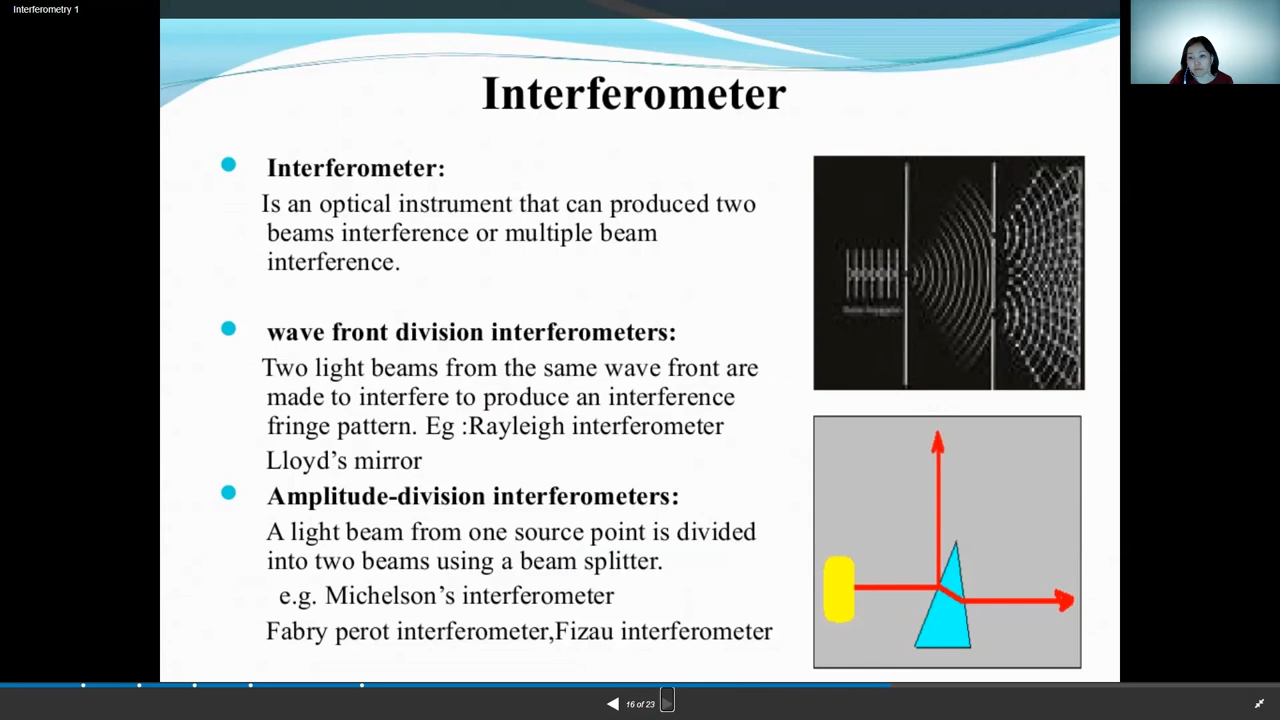 Interferometry 1
Interferometer
Interferometer:
Is an optical instrument that can produced two
beams interference or multiple beam
interference.
wave front division interferometers:
Two light beams from the same wave front are
made to interfere to produce an interference
fringe pattern. Eg :Rayleigh interferometer
Lloyd’s mirror
Amplitude-division interferometers:
A light beam from one source point is divided
into two beams using a beam splitter.
e.g. Michelson’s interferometer
Fabry perot interferometer,Fizau interferometer
16 of 23